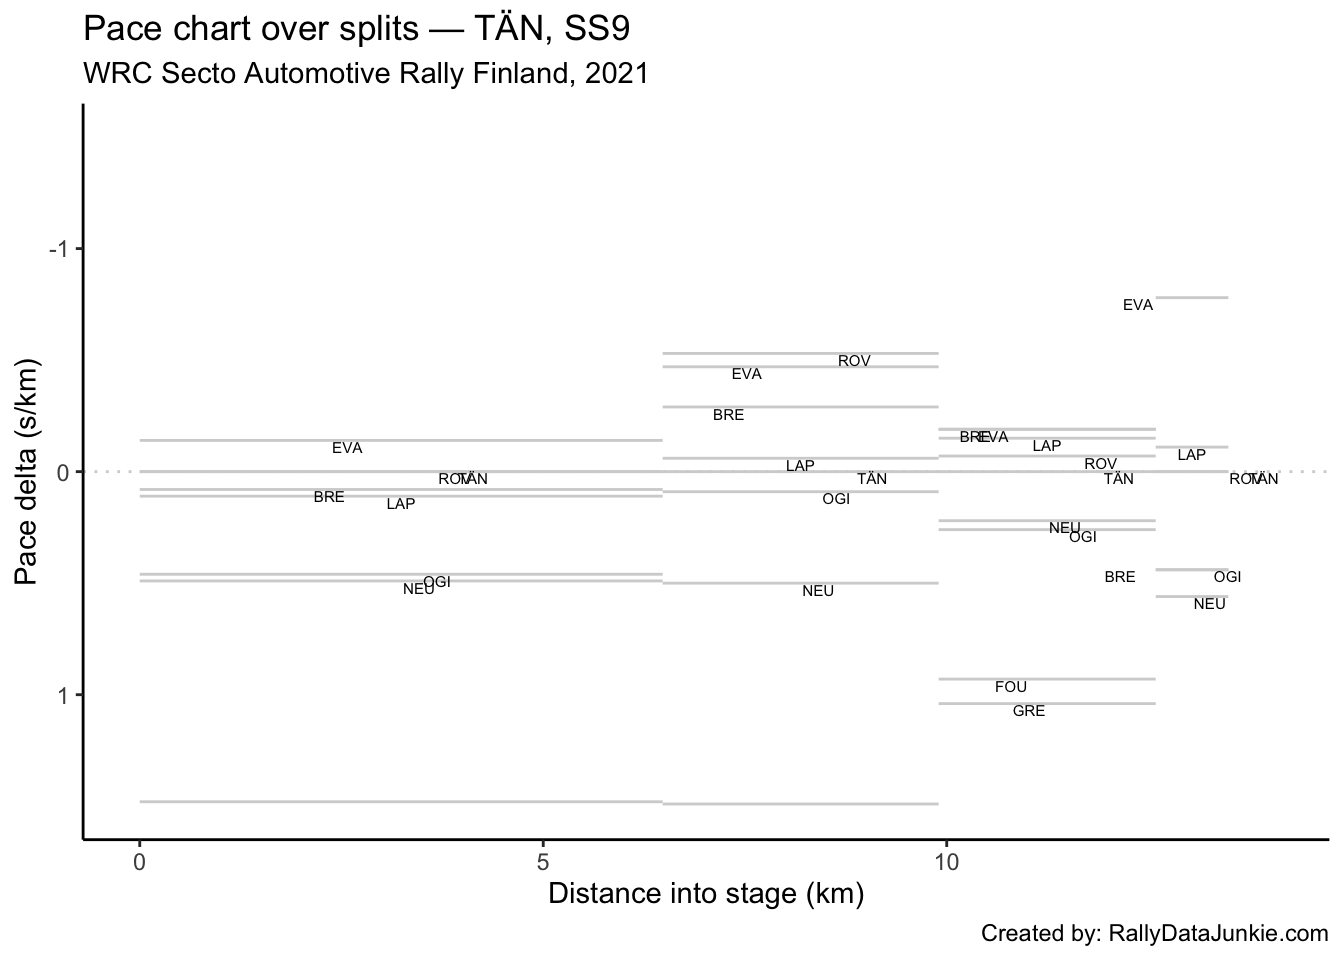 Pace chart over splits — TÄN, SS9
WRC Secto Automotive Rally Finland, 2021
Pace delta (s/km)
-1
0
1
EVA
ROV TÄN
BRE
LAP
OGI
NEU
ROV
EVA
BRE
LAP
TÄN
OGI
NEU
BRE EVA
LAP
ROV
TÄN
NEU
OGI
FOU
GRE
EVA
LAP
ROV TÄN
BRE
OGI
NEU
0
5
10
Distance into stage (km)
Created by: RallyDataJunkie.com